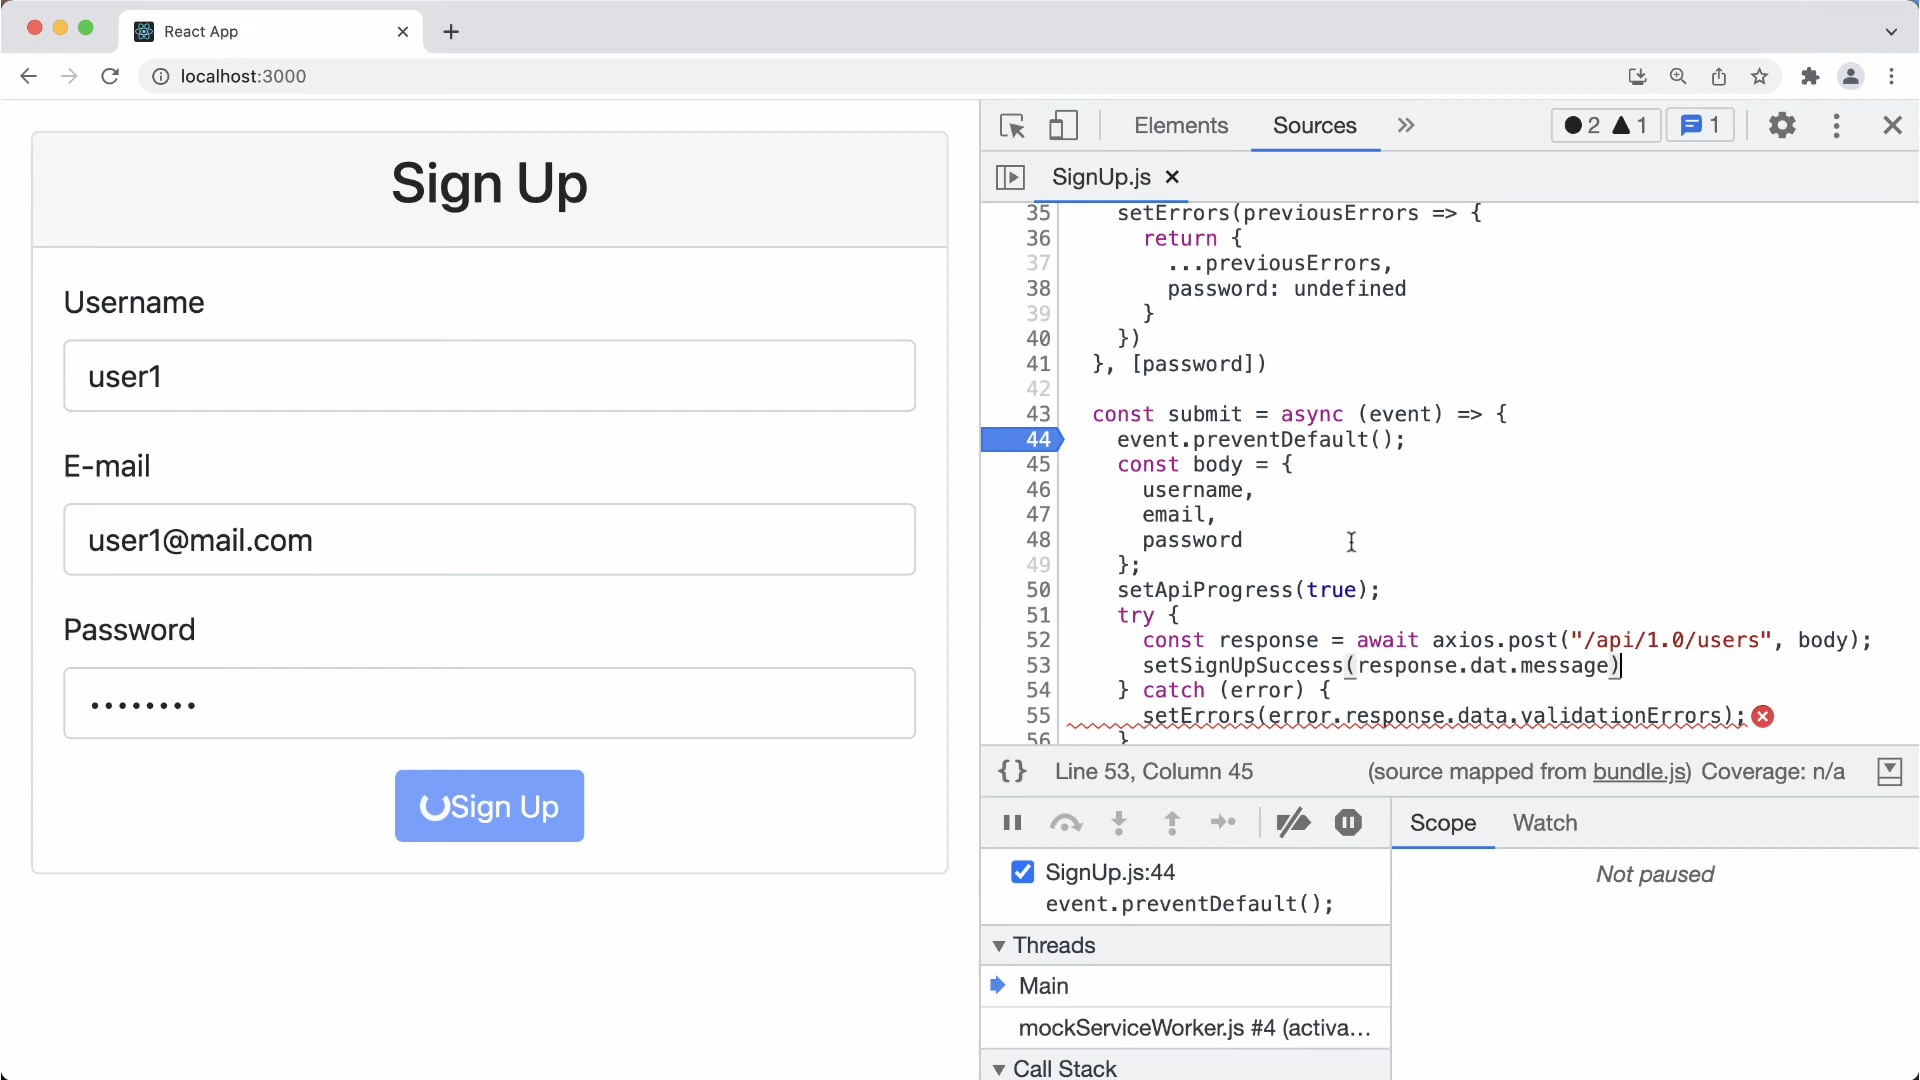 React App
localhost:3000
Sign Up
Username
user1
E-mail
user1@mail.com
Password
••••••••
Sign Up
Elements
Sources
2
1
1
SignUp.js
35 setErrors(previousErrors => {
36 return {
37 ...previousErrors,
38 password: undefined
39 }
40 })
41 }, [password])
42
43 const submit = async (event) => {
44 event.preventDefault();
45 const body = {
46 username,
47 email,
48 password
49 };
50 setApiProgress(true);
51 try {
52 const response = await axios.post("/api/1.0/users", body);
53 setSignUpSuccess(response.dat.message)
54 } catch (error) {
55 setErrors(error.response.data.validationErrors);
56 }
{} Line 53, Column 45 (source mapped from bundle.js) Coverage: n/a
Scope
Watch
SignUp.js:44
event.preventDefault();
Not paused
Threads
Main
mockServiceWorker.js #4 (activa...
Call Stack